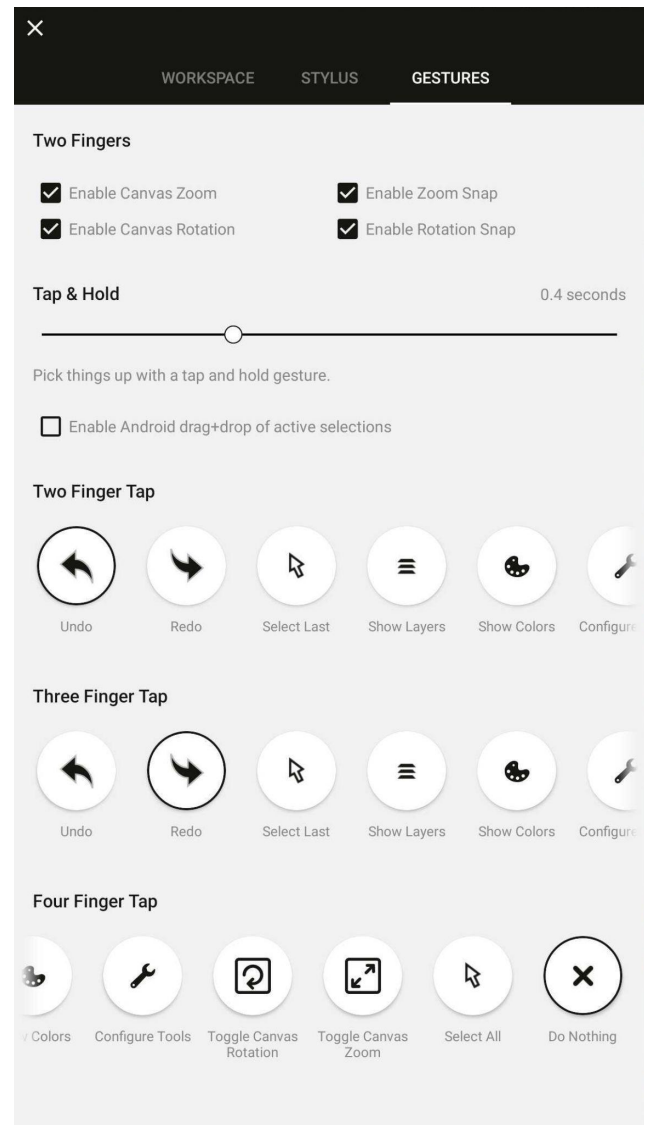 WORKSPACE STYLUS GESTURES
Two Fingers
Enable Canvas Zoom Enable Zoom Snap
Enable Canvas Rotation Enable Rotation Snap
Tap & Hold 0.4 seconds
Pick things up with a tap and hold gesture.
Enable Android drag+drop of active selections
Two Finger Tap
Undo Redo Select Last Show Layers Show Colors Configure
Three Finger Tap
Undo Redo Select Last Show Layers Show Colors Configure
Four Finger Tap
Colors Configure Tools Toggle Canvas Toggle Canvas Select All Do Nothing
Rotation Zoom